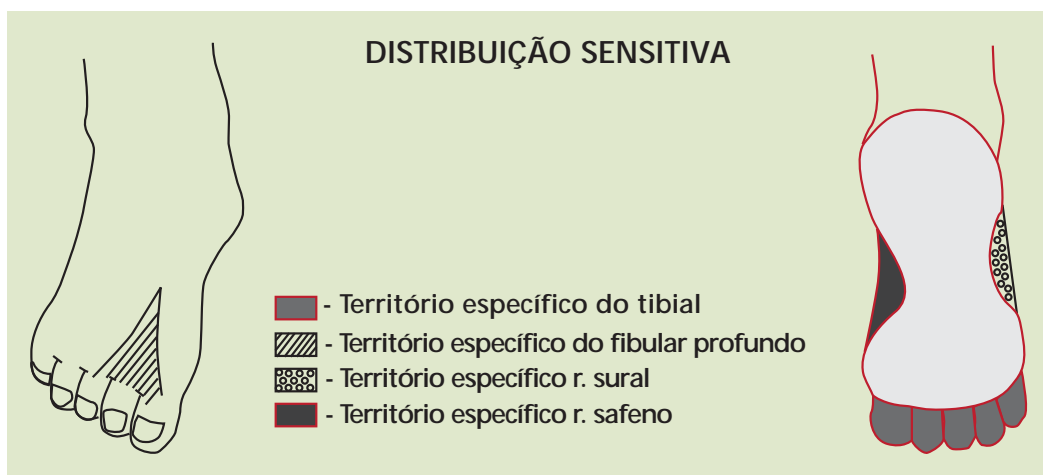 DISTRIBUIÇÃO SENSITIVA
- Território específico do tibial
- Território específico do fibular profundo
- Território específico r. sural
- Território específico r. safeno